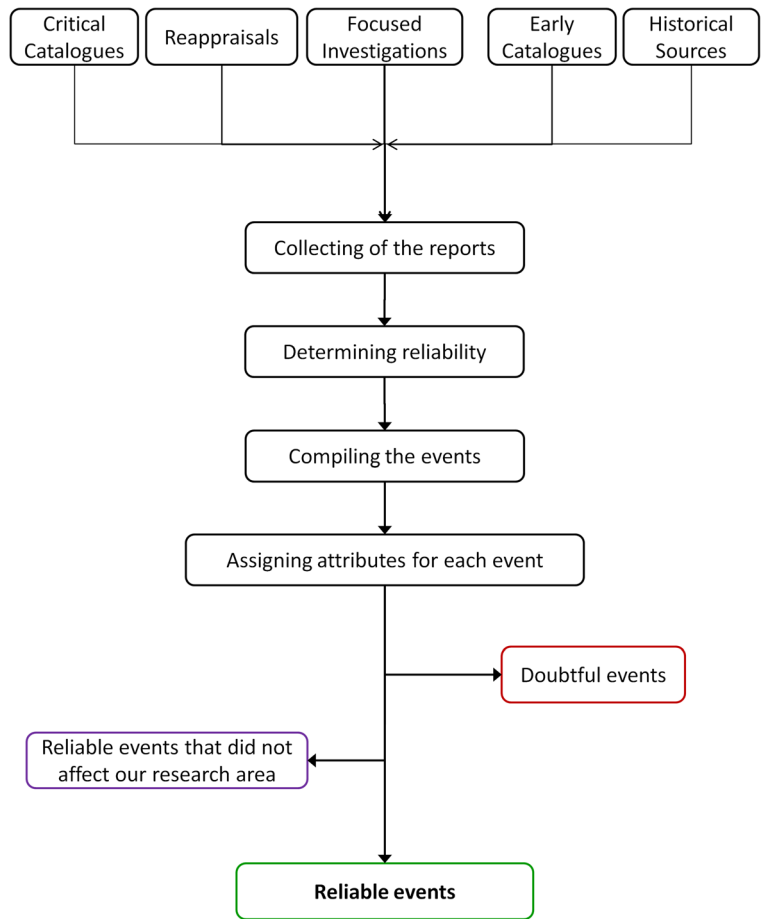 Critical
Catalogues
Reappraisals
Focused
Investigations
Early
Catalogues
Historical
Sources
Collecting of the reports
Determining reliability
Compiling the events
Assigning attributes for each event
Doubtful events
Reliable events that did not
affect our research area
Reliable events